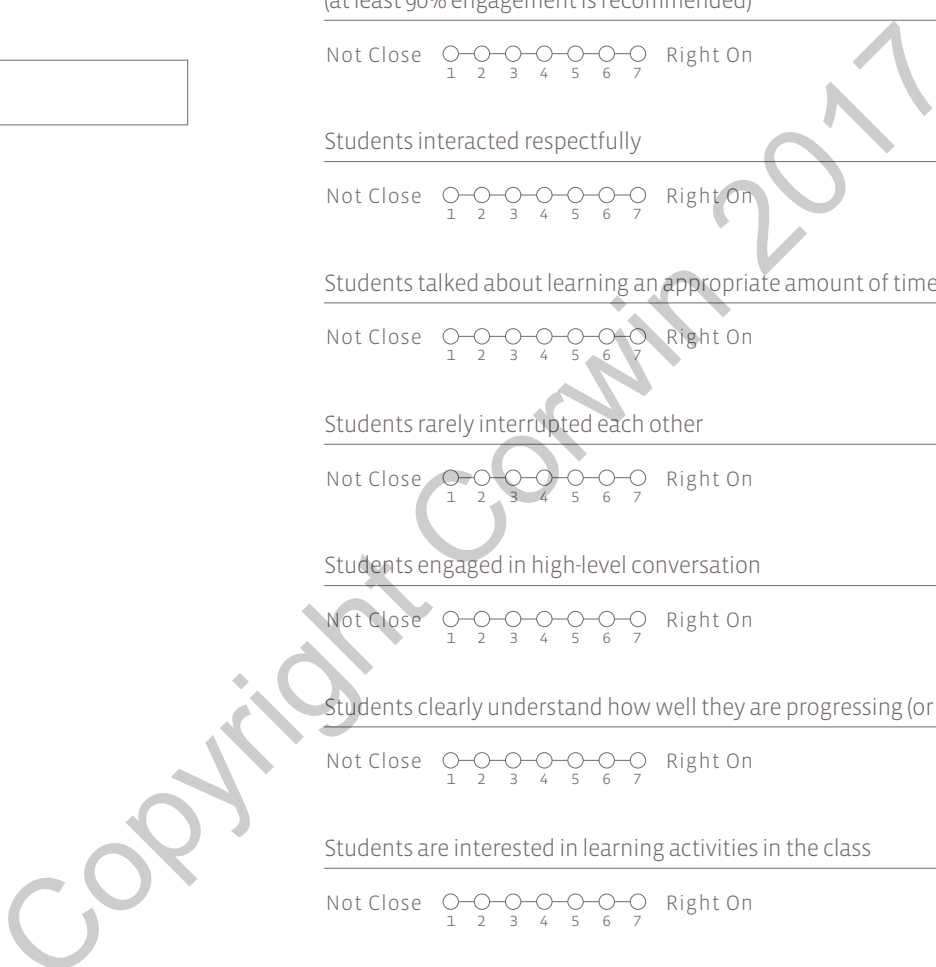 (at least 90% engagement is recommended)
Not Close 1 2 3 4 5 6 7 Right On
Students interacted respectfully
Not Close 1 2 3 4 5 6 7 Right On
Students talked about learning an appropriate amount of time
Not Close 1 2 3 4 5 6 7 Right On
Students rarely interrupted each other
Not Close 1 2 3 4 5 6 7 Right On
Students engaged in high-level conversation
Not Close 1 2 3 4 5 6 7 Right On
Students clearly understand how well they are progressing (or
Not Close 1 2 3 4 5 6 7 Right On
Students are interested in learning activities in the class
Not Close 1 2 3 4 5 6 7 Right On
Copyright Corwin 2017